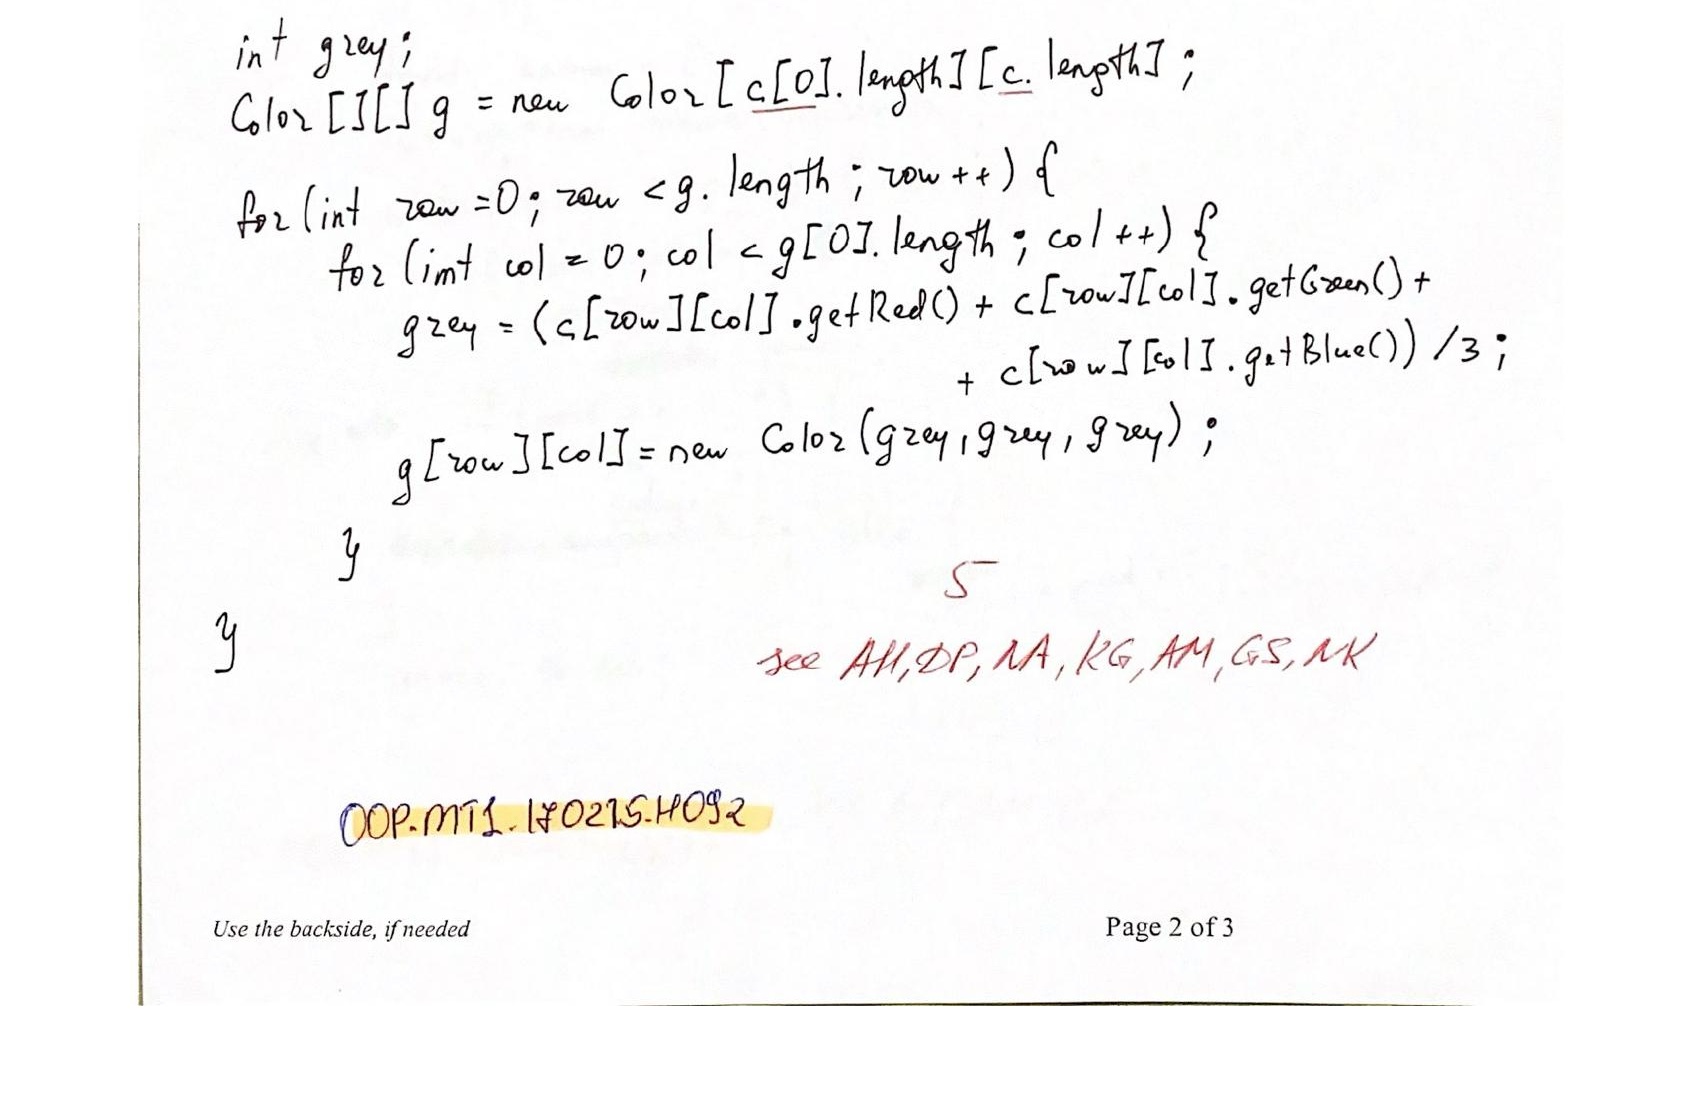 int grey;
Color[][] g = new Color[c[0].length][c.length];
for(int row=0; row <g.length; row++) {
for(int col = 0; col <g[0].length; col++) {
grey = (c[row][col].getRed() + c[row][col].getGreen() +
+ c[row][col].getBlue()) /3;
g[row][col] = new Color(grey, grey, grey);
}
}
5
see AH, DP, NA, KG, AM, GS, NK
OOP.MT1.170215.H092
Use the backside, if needed
Page 2 of 3